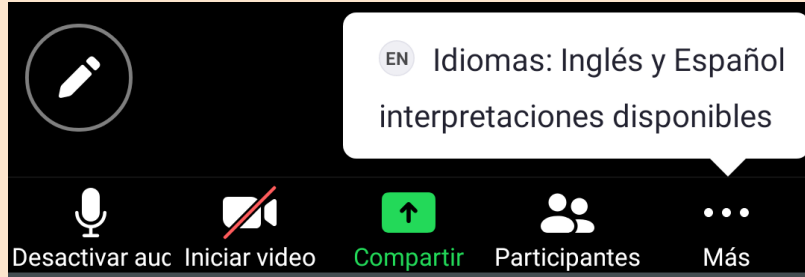 EN Idiomas: Inglés y Español
interpretaciones disponibles
Desactivar auc Iniciar video Compartir Participantes Más